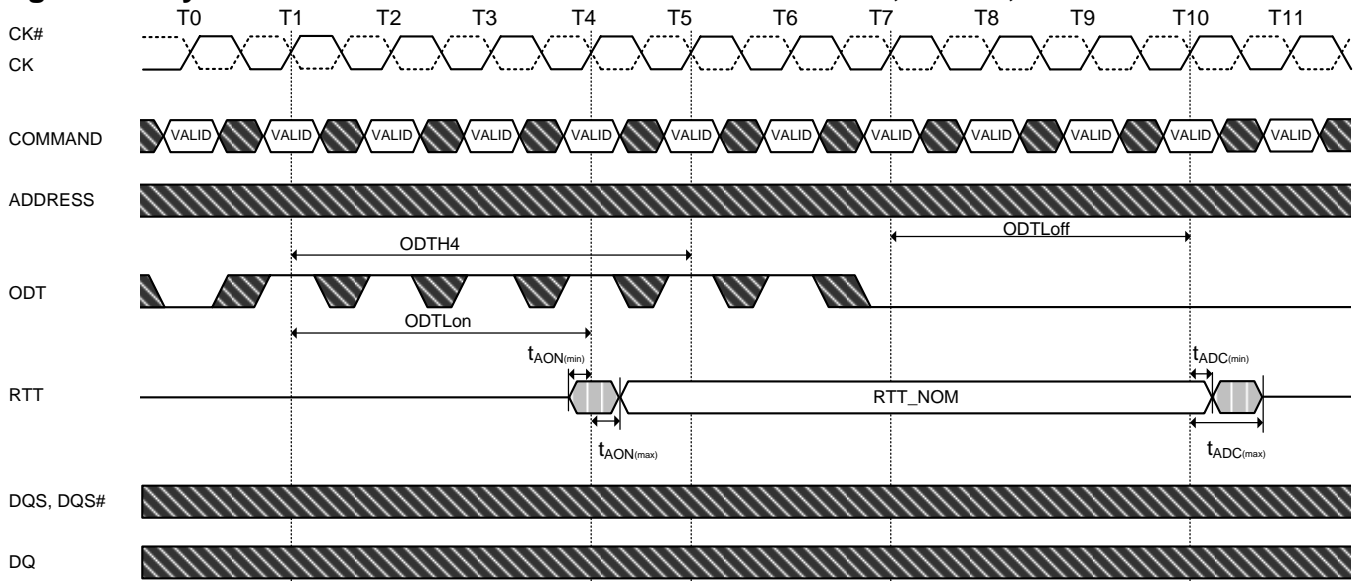 T0 T1 T2 T3 T4 T5 T6 T7 T8 T9 T10 T11
CK#
CK
COMMAND VALID VALID VALID VALID VALID VALID VALID VALID VALID VALID VALID VALID
ADDRESS
ODTLoff
ODTH4
ODT
ODTLon
tAON(min) tADC(min)
RTT RTT_NOM
tAON(max) tADC(max)
DQS, DQS#
DQ